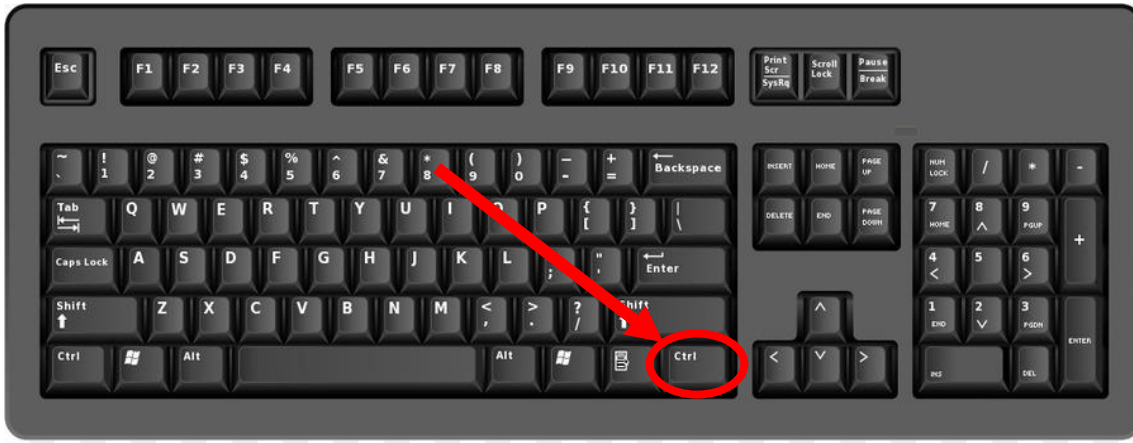 Esc F1 F2 F3 F4 F5 F6 F7 F8 F9 F10 F11 F12 Print Scr SysRq Scroll Lock Pause Break
~ ` ! 1 @ 2 # 3 $ 4 % 5 ^ 6 & 7 * 8 ( 9 ) 0 — - + = Backspace INSERT HOME PAGE UP NUM LOCK / * -
Tab Q W E R T Y U I O P { [ } ] | \ DELETE END PAGE DOWN 7 HOME 8 9 PGUP +
Caps Lock A S D F G H J K L ; " ' Enter 4 < 5 6 >
Shift Z X C V B N M < , > . ? / Shift 1 END 2 3 PGDN ENTER
Ctrl Alt Alt Ctrl INS DEL